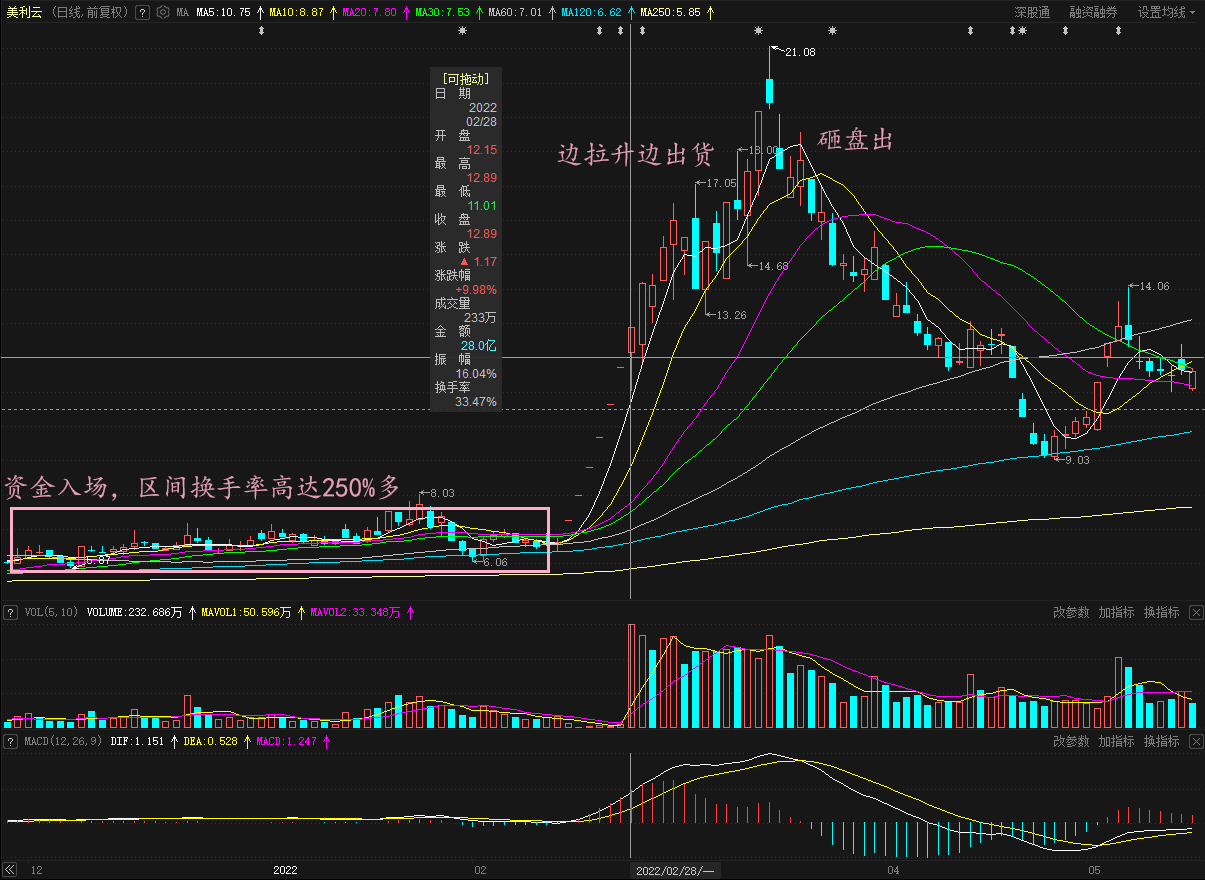 美利云 (日线,前复权) ? MA MA5:10.75 ↑ MA10:8.87 ↑ MA20:7.80 ↑ MA30:7.53 ↑ MA60:7.01 ↑ MA120:6.62 ↑ MA250:5.85 ↑ 深股通 融资融券 设置均线
21.08
[可拖动]
日 期
2022
02/28
开 盘
12.15
最 高
12.89
最 低
11.01
收 盘
12.89
涨 跌
▲ 1.17
涨跌幅
+9.98%
成交量
233万
金 额
28.0亿
振 幅
16.04%
换手率
33.47%
边拉升边出货
砸盘出
18.00
17.05
14.68
13.26
14.06
9.03
资金入场，区间换手率高达250%多
8.03
5.87
6.06
? VOL(5,10) VOLUME:232.686万 ↑ MAVOL1:50.596万 ↑ MAVOL2:33.348万 ↑ 改参数 加指标 换指标
? MACD(12,26,9) DIF:1.151 ↑ DEA:0.528 ↑ MACD:1.247 ↑ 改参数 加指标 换指标
12 2022 02 2022/02/28/一 04 05